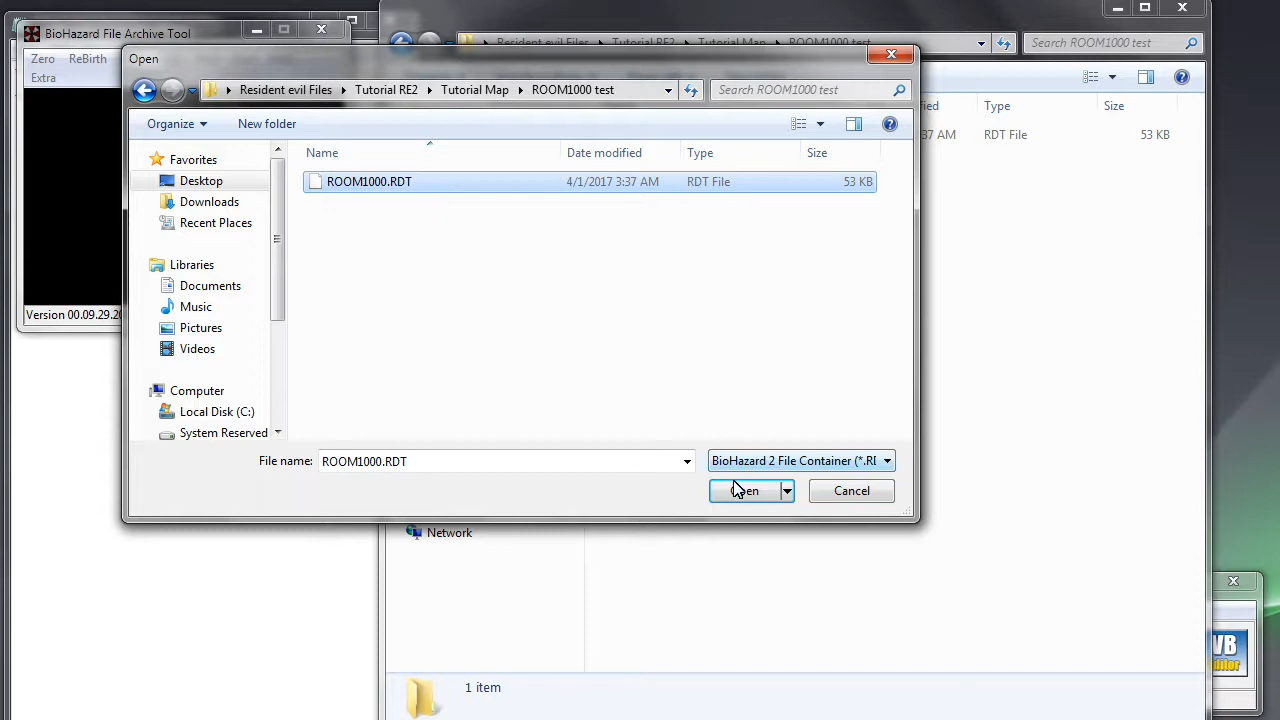 BioHazard File Archive Tool
Zero ReBirth
Extra
Version 00.09.29.20
Resident evil Files Tutorial RE2 Tutorial Map ROOM1000 test
Search ROOM1000 test
Type Size
37 AM RDT File 53 KB
Open
Resident evil Files Tutorial RE2 Tutorial Map ROOM1000 test
Search ROOM1000 test
Organize New folder
Name Date modified Type Size
ROOM1000.RDT 4/1/2017 3:37 AM RDT File 53 KB
Favorites
Desktop
Downloads
Recent Places
Libraries
Documents
Music
Pictures
Videos
Computer
Local Disk (C:)
System Reserved
File name: ROOM1000.RDT BioHazard 2 File Container (*.RD
Cancel
Network
1 item